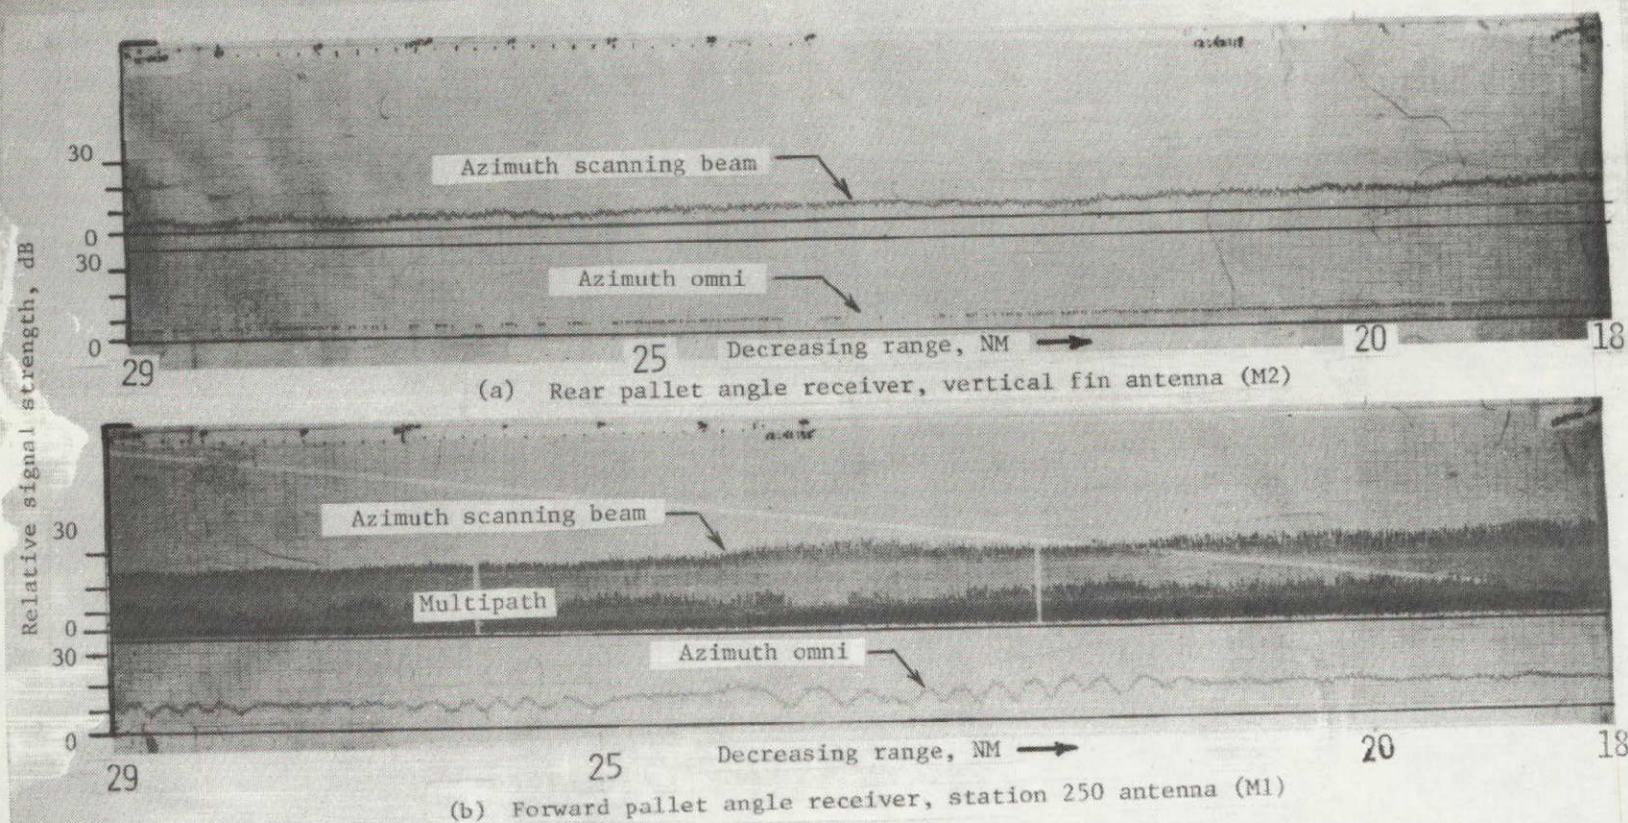 30
Azimuth scanning beam
0
30
Azimuth omni
0
29
25
Decreasing range, NM
20
18
(a) Rear pallet angle receiver, vertical fin antenna (M2)
Relative signal strength, dB
30
Azimuth scanning beam
Multipath
0
30
Azimuth omni
0
29
25
Decreasing range, NM
20
18
(b) Forward pallet angle receiver, station 250 antenna (M1)